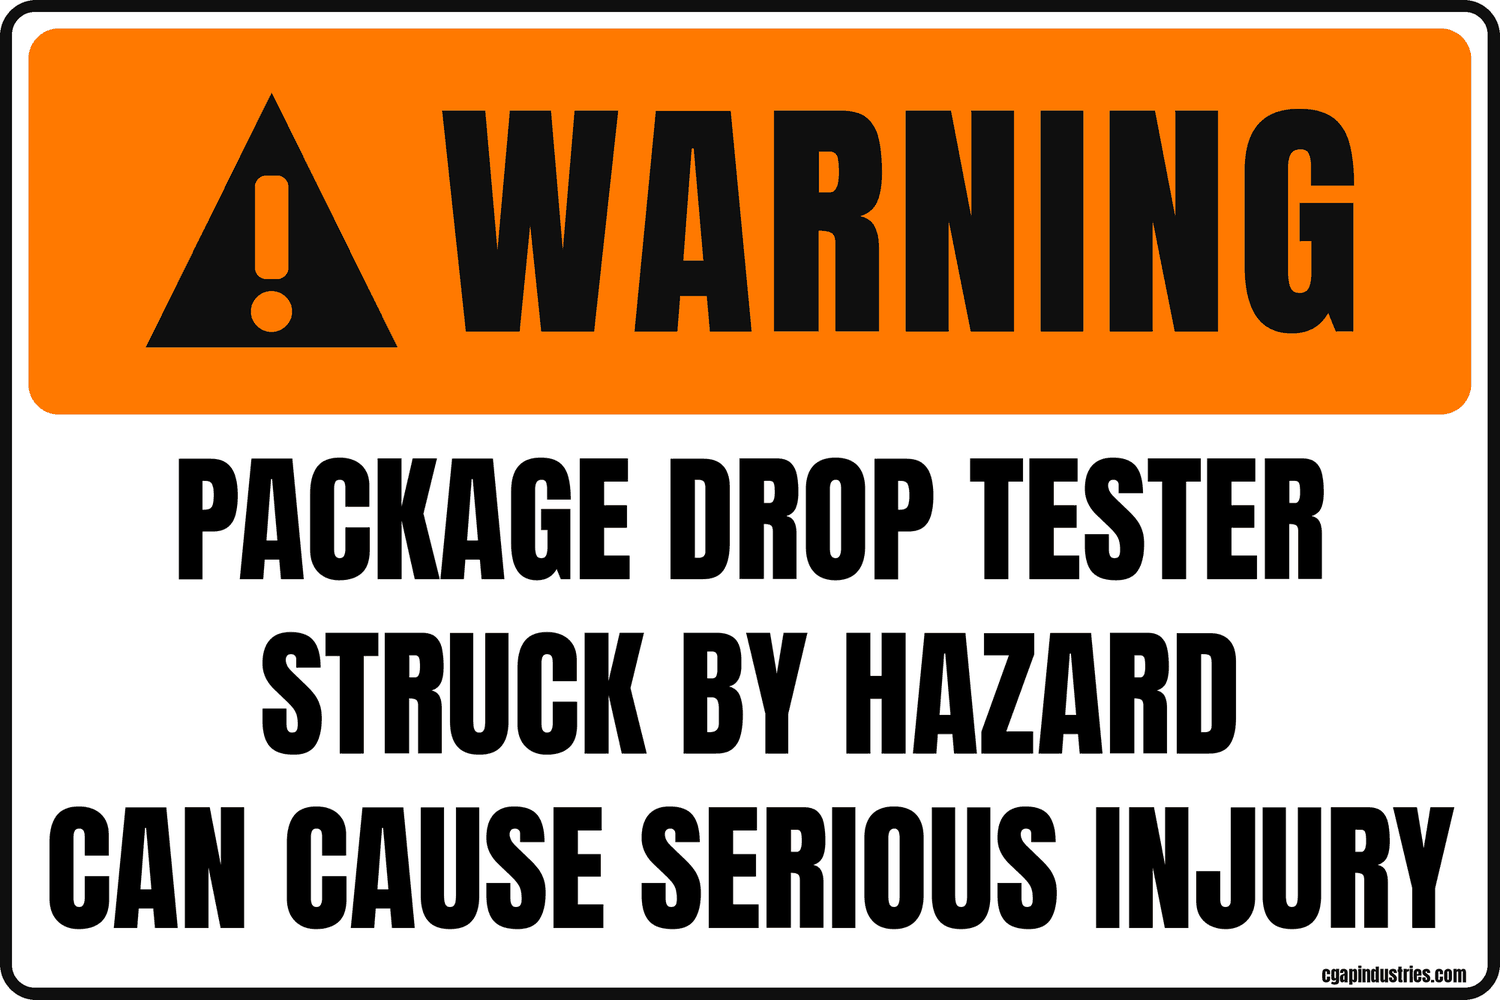 WARNING
PACKAGE DROP TESTER
STRUCK BY HAZARD
CAN CAUSE SERIOUS INJURY
cgapindustries.com